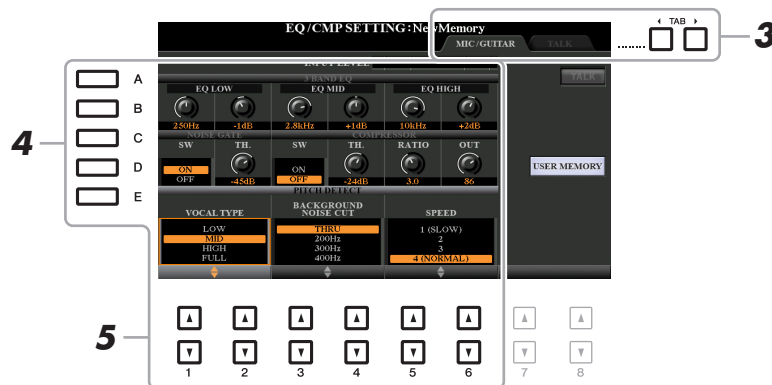 EQ/CMP SETTING:NewMemory
TAB
3
MIC/GUITAR
TALK
INPUT LEVEL
TALK
3 BAND EQ
EQ LOW EQ MID EQ HIGH
250Hz -1dB 2.8kHz +1dB 10kHz +2dB
NOISE GATE COMPRESSOR
SW TH. SW TH. RATIO OUT
ON
OFF
-45dB
ON
OFF
-24dB 3.0 86
USER MEMORY
PITCH DETECT
VOCAL TYPE
LOW
MID
HIGH
FULL
BACKGROUND
NOISE CUT
THRU
200Hz
300Hz
400Hz
SPEED
1 (SLOW)
2
3
4 (NORMAL)
A
B
C
D
E
4
5
1 2 3 4 5 6 7 8